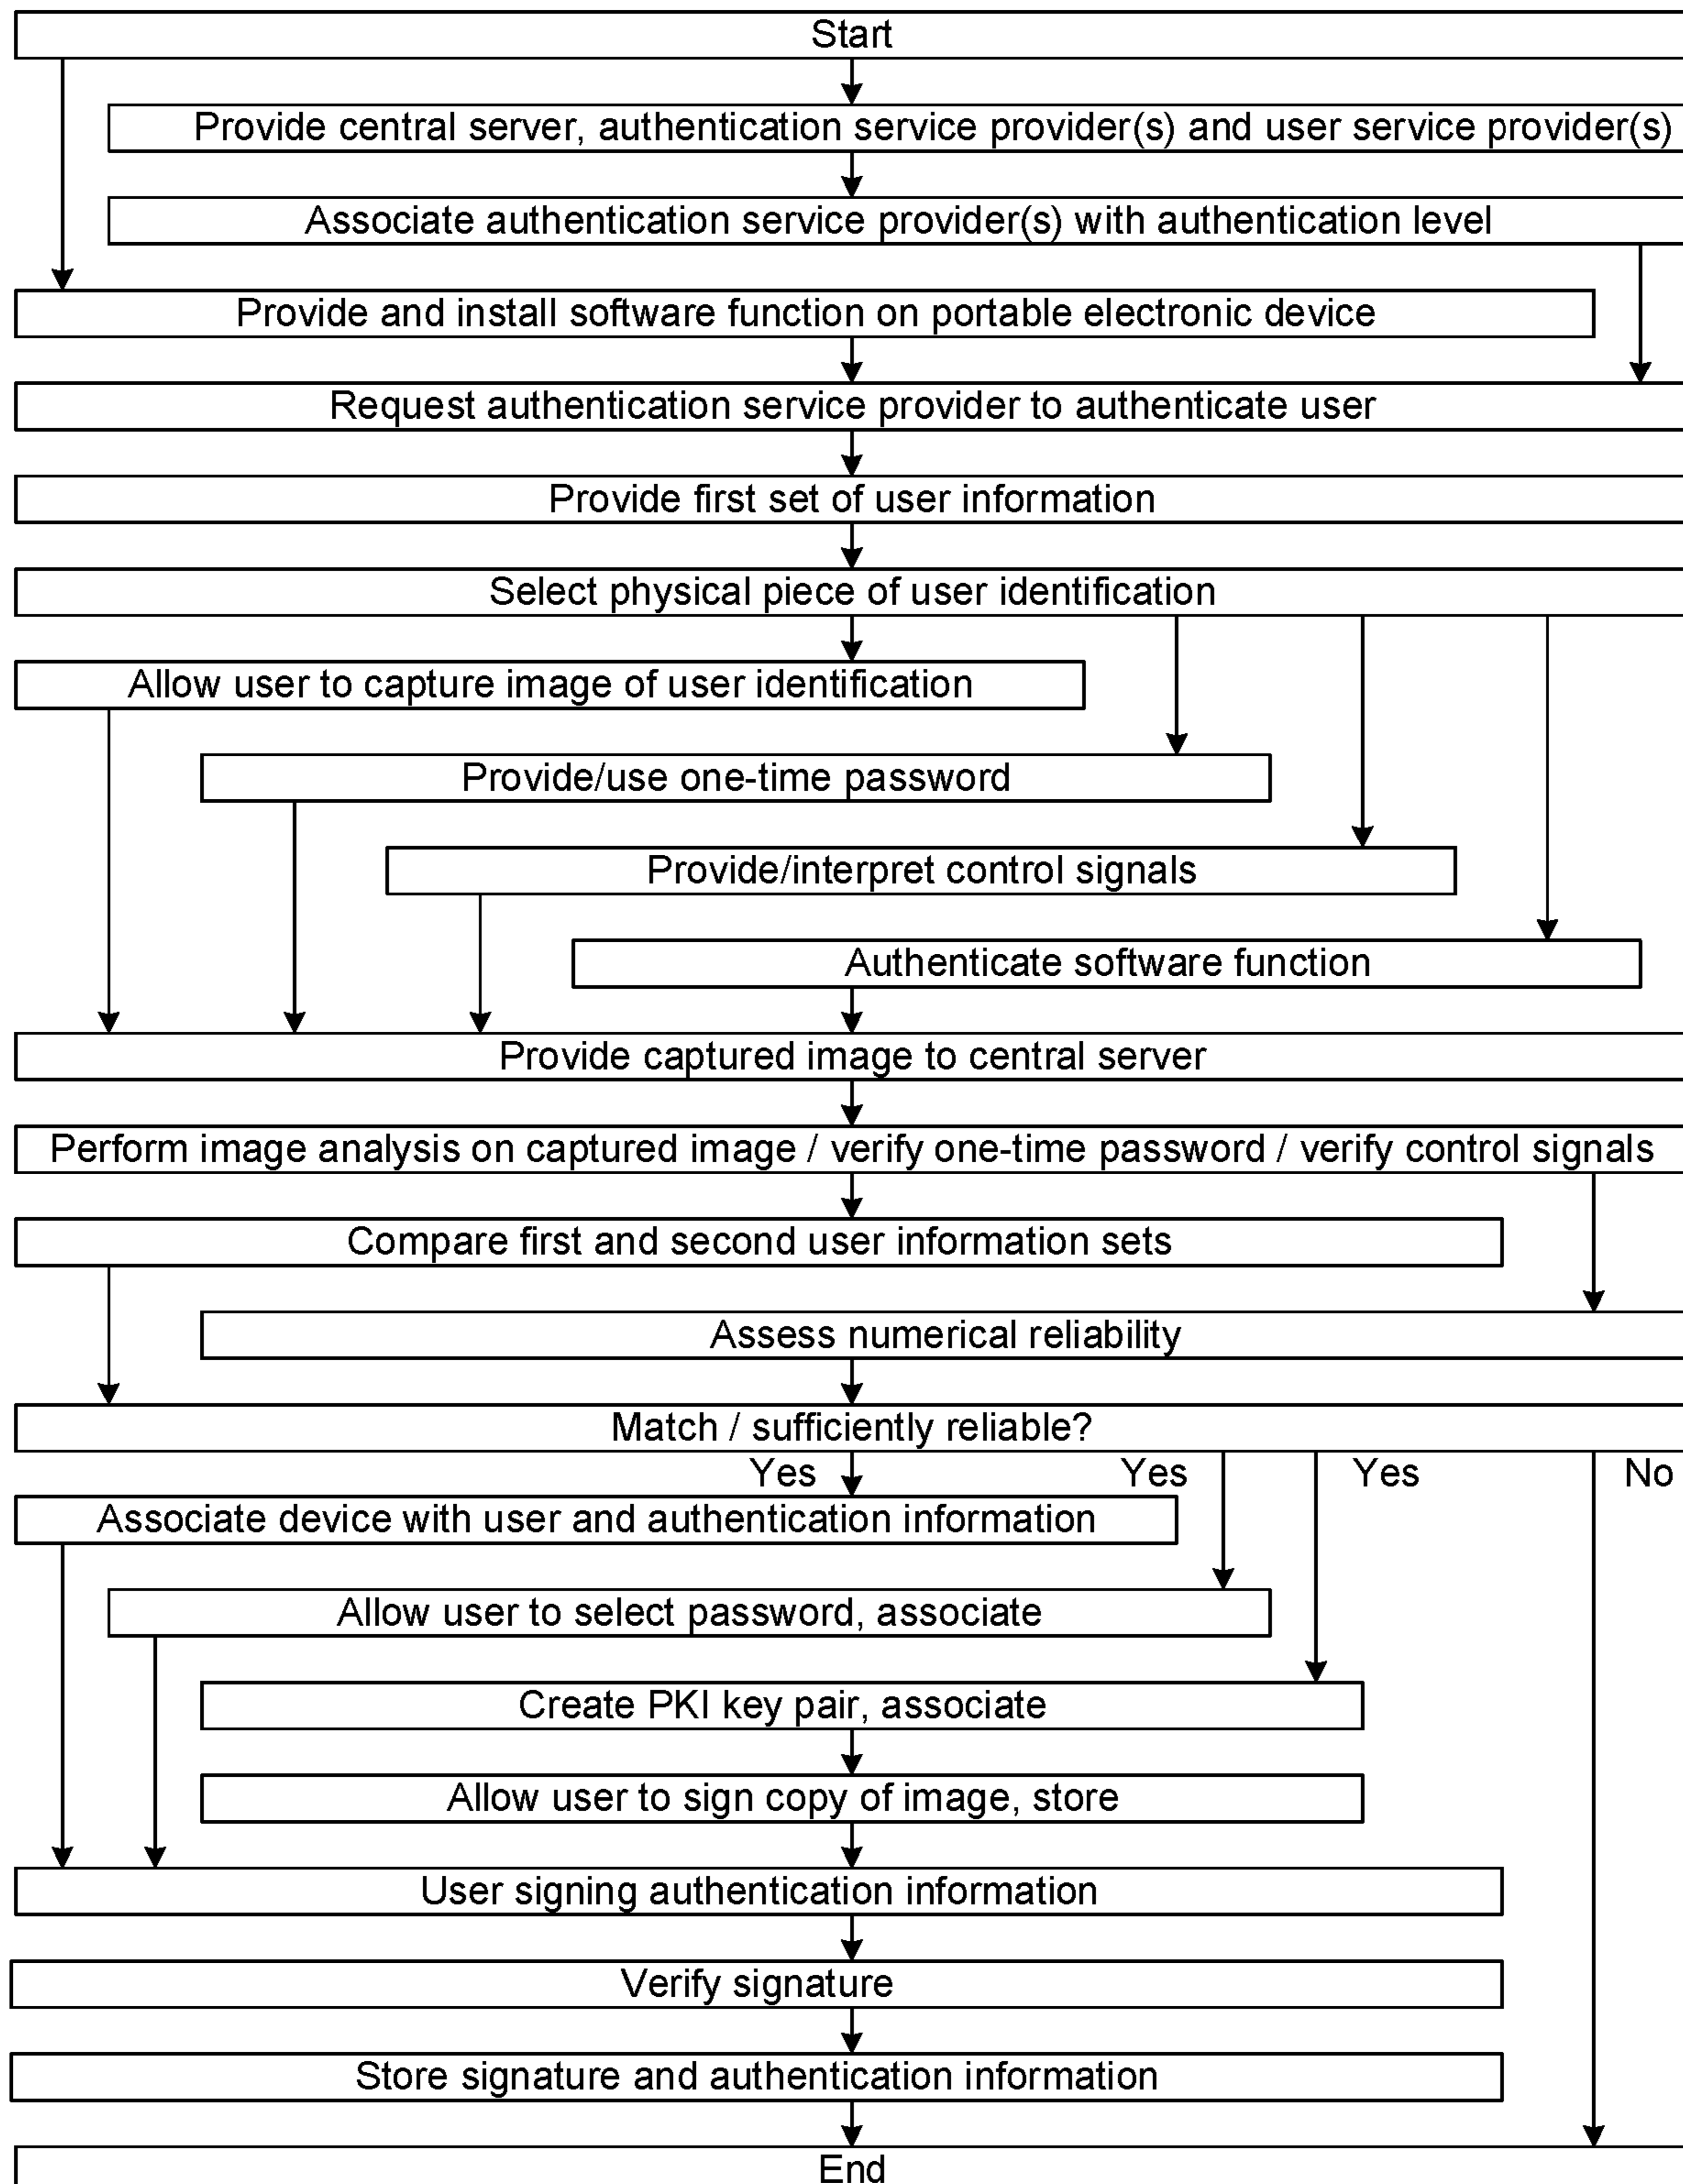 Start
Provide central server, authentication service provider(s) and user service provider(s)
Associate authentication service provider(s) with authentication level
Provide and install software function on portable electronic device
Request authentication service provider to authenticate user
Provide first set of user information
Select physical piece of user identification
Allow user to capture image of user identification
Provide/use one-time password
Provide/interpret control signals
Authenticate software function
Provide captured image to central server
Perform image analysis on captured image / verify one-time password / verify control signals
Compare first and second user information sets
Assess numerical reliability
Match / sufficiently reliable?
Yes Yes Yes No
Associate device with user and authentication information
Allow user to select password, associate
Create PKI key pair, associate
Allow user to sign copy of image, store
User signing authentication information
Verify signature
Store signature and authentication information
End